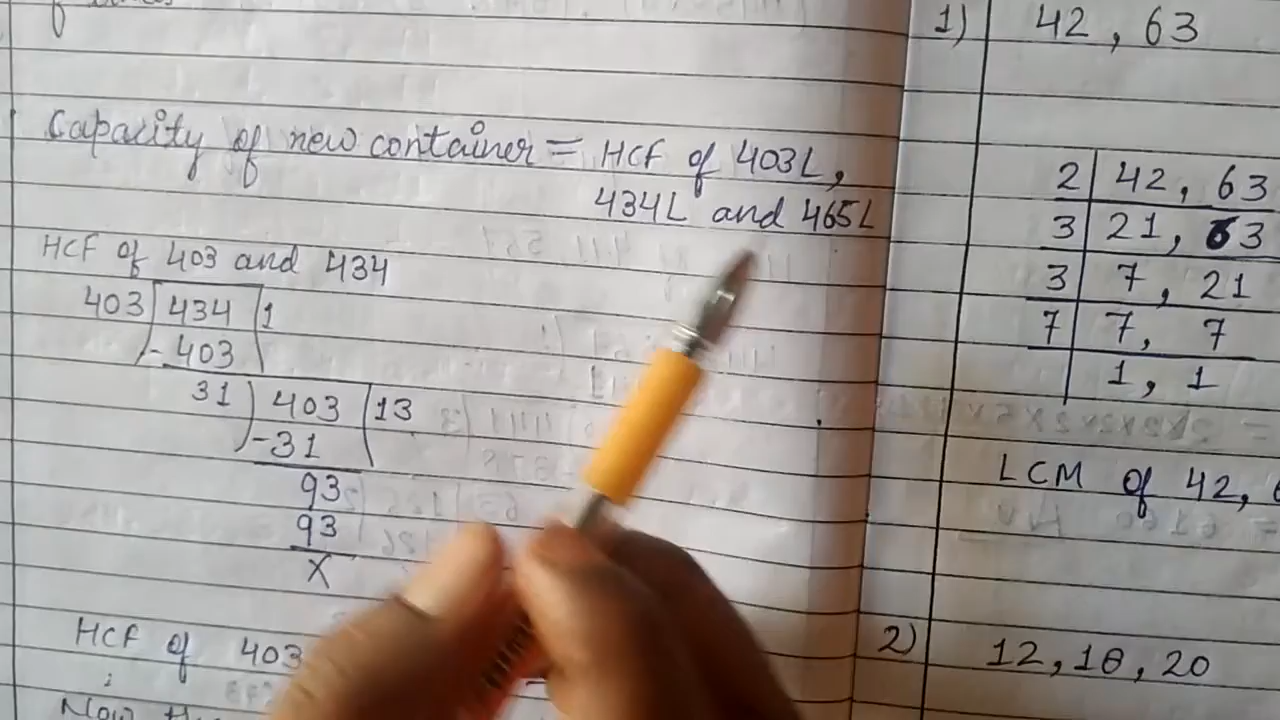 Capacity of new container = HCF of 403L,
434L and 465L
HCF of 403 and 434
403 434 1
- 403
31 403 13
-31
93
93
X
HCF of 403
Now
1) 42, 63
2 42, 63
3 21, 63
3 7, 21
7 7, 7
1, 1
LCM of 42,
2) 12, 18, 20